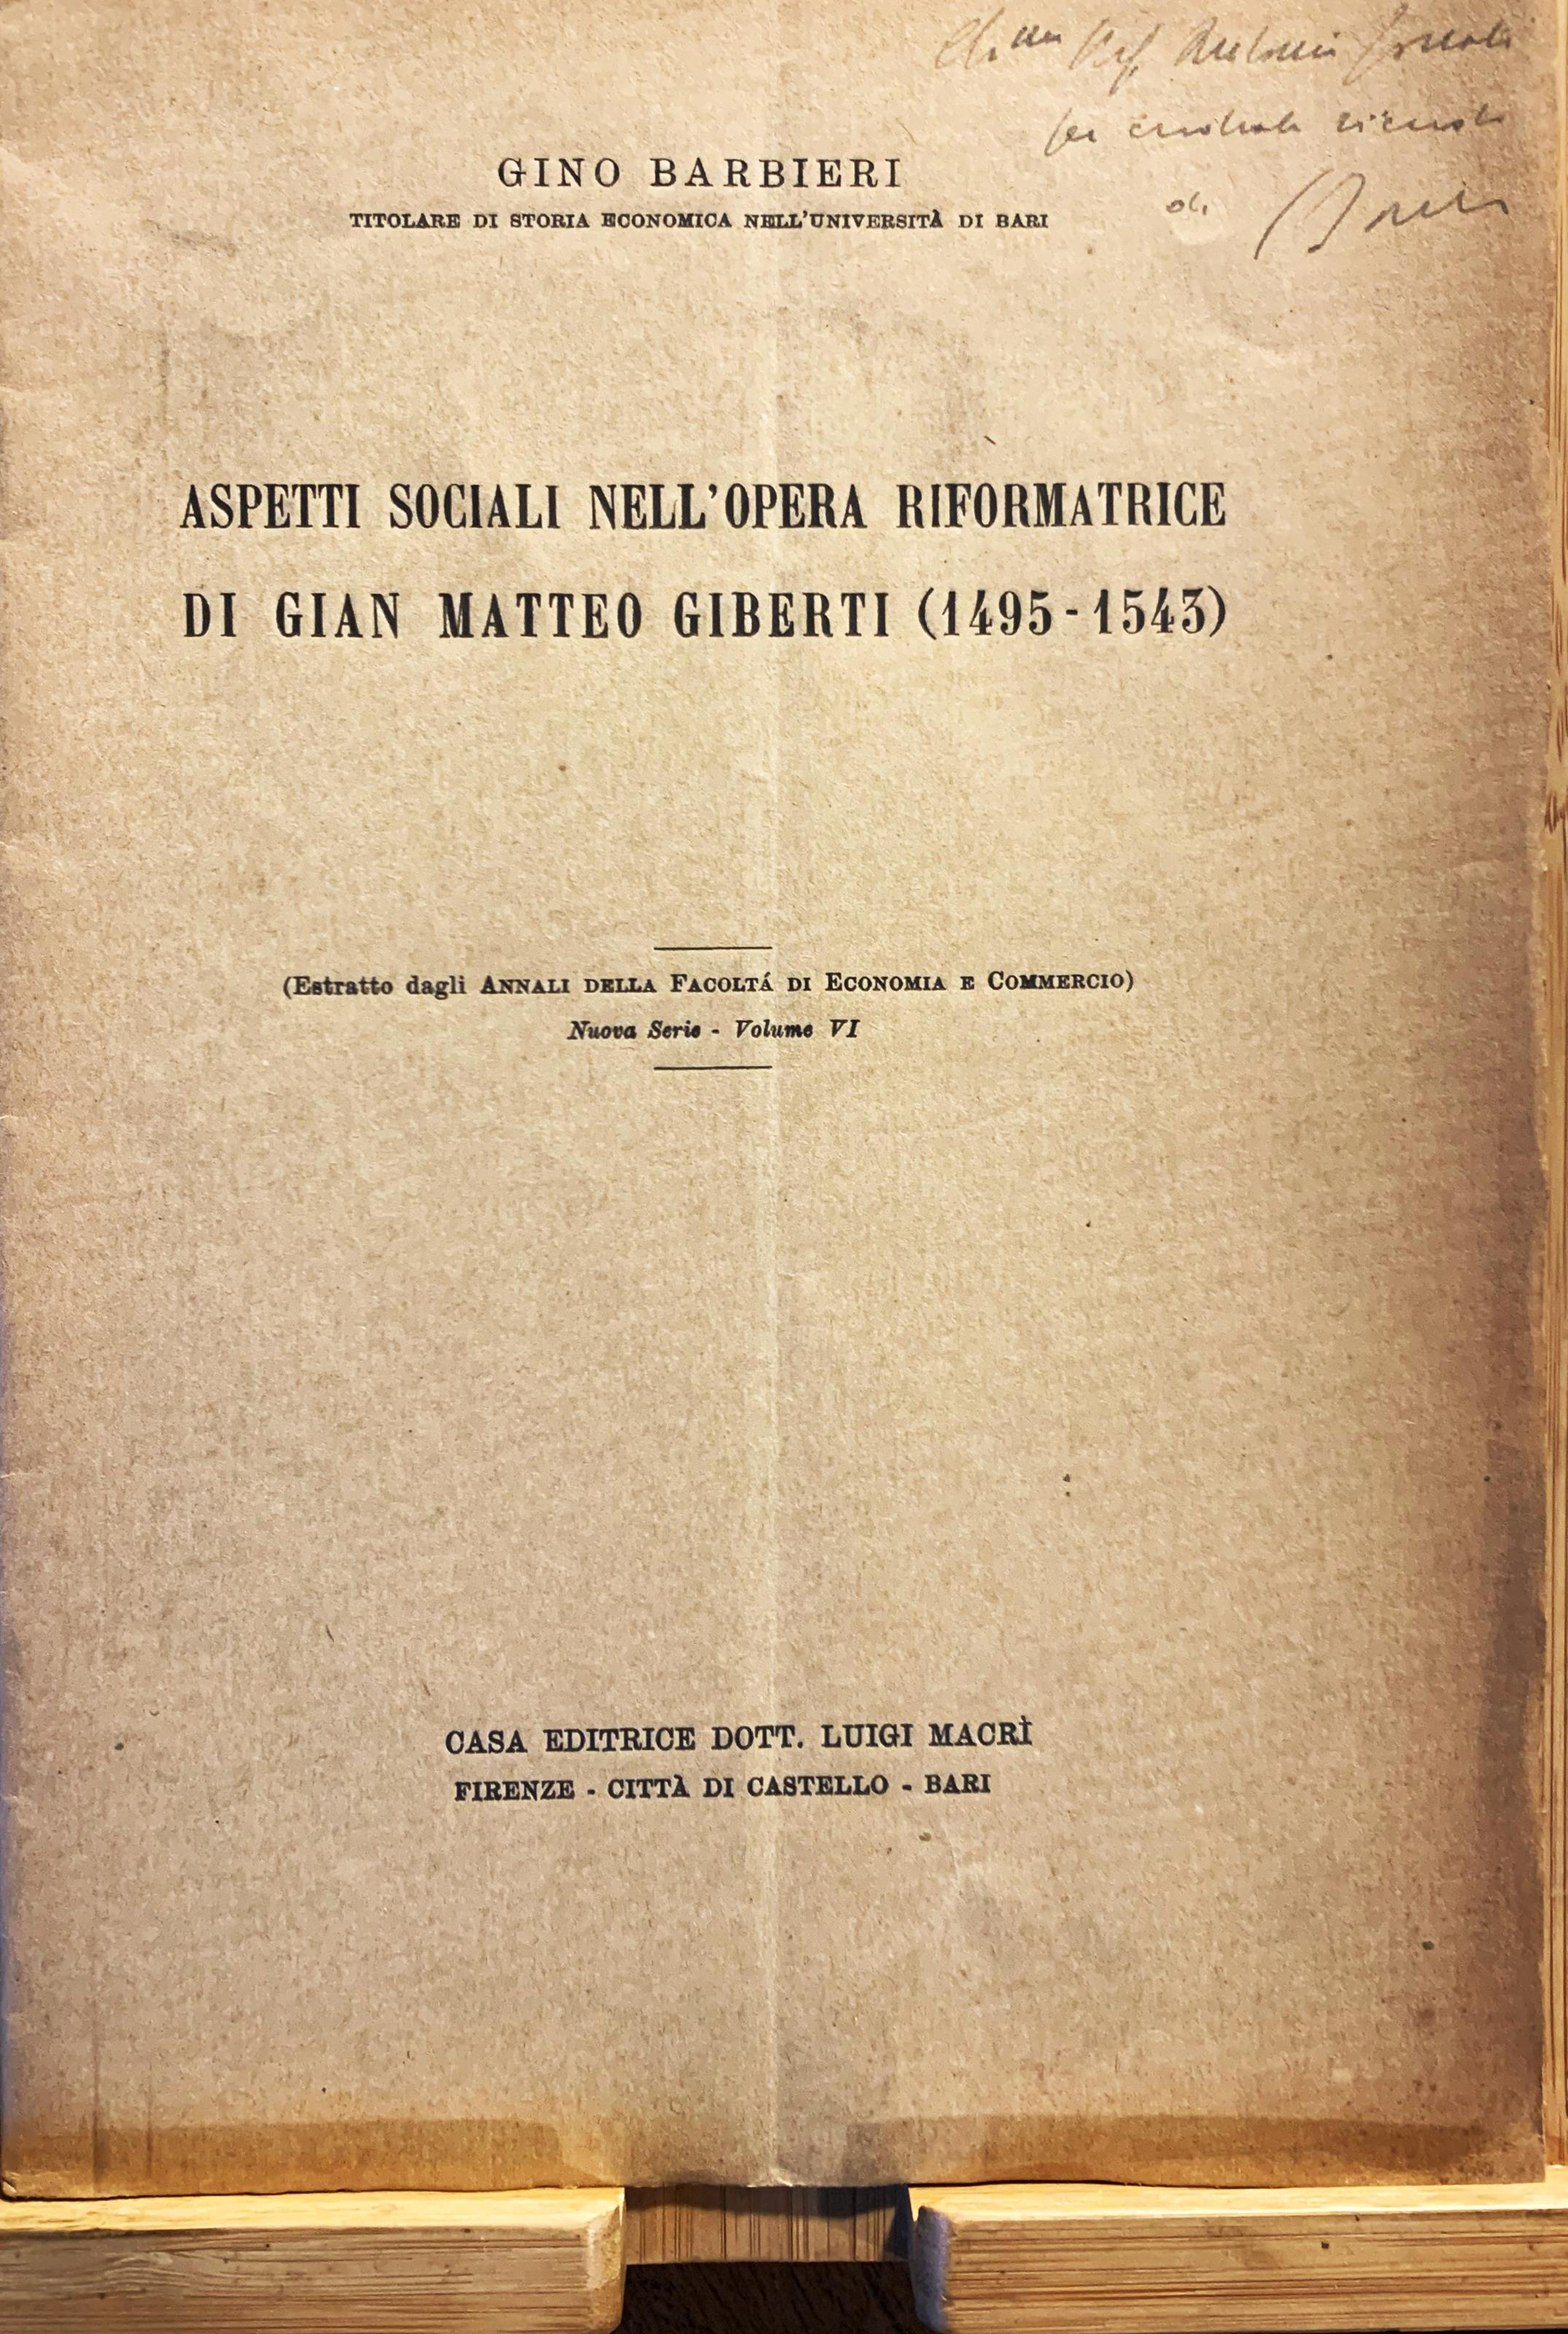 GINO BARBIERI
TITOLARE DI STORIA ECONOMICA NELL'UNIVERSITÀ DI BARI
di
ASPETTI SOCIALI NELL'OPERA RIFORMATRICE
DI GIAN MATTEO GIBERTI (1495-1543)
(Estratto dagli ANNALI DELLA FACOLTÁ DI ECONOMIA E COMMERCIO)
Nuova Serie - Volume VI
CASA EDITRICE DOTT. LUIGI MACRÌ
FIRENZE - CITTÀ DI CASTELLO - BARI